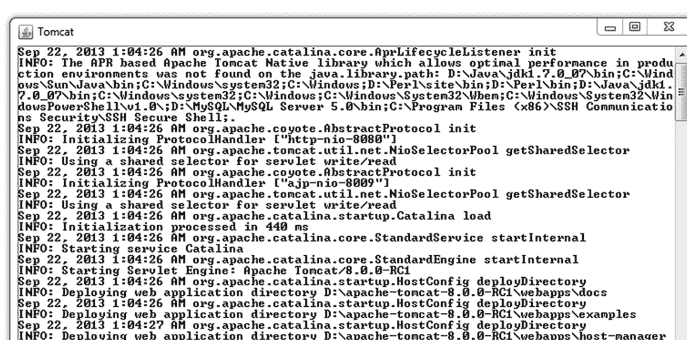 Tomcat
Sep 22, 2013 1:04:26 AM org.apache.catalina.core.AprLifecycleListener init
INFO: The APR based Apache Tomcat Native library which allows optimal performance in produ
ction environments was not found on the java.library.path: D:\Java\jdk1.7.0_07\bin;C:\Wind
ows\Sun\Java\bin;C:\Windows\system32;C:\Windows;D:\Perl\site\bin;D:\Perl\bin;D:\Java\jdk1.
7.0_07\bin;C:\Windows\system32;C:\Windows;C:\Windows\System32\Wbem;C:\Windows\System32\Win
dowsPowerShell\v1.0\;D:\MySQL\MySQL Server 5.0\bin;C:\Program Files (x86)\SSH Communicatio
ns Security\SSH Secure Shell;.
Sep 22, 2013 1:04:26 AM org.apache.coyote.AbstractProtocol init
INFO: Initializing ProtocolHandler ["http-nio-8080"]
Sep 22, 2013 1:04:26 AM org.apache.tomcat.util.net.NioSelectorPool getSharedSelector
INFO: Using a shared selector for servlet write/read
Sep 22, 2013 1:04:26 AM org.apache.coyote.AbstractProtocol init
INFO: Initializing ProtocolHandler ["ajp-nio-8009"]
Sep 22, 2013 1:04:26 AM org.apache.tomcat.util.net.NioSelectorPool getSharedSelector
INFO: Using a shared selector for servlet write/read
Sep 22, 2013 1:04:26 AM org.apache.catalina.startup.Catalina load
INFO: Initialization processed in 440 ms
Sep 22, 2013 1:04:26 AM org.apache.catalina.core.StandardService startInternal
INFO: Starting service Catalina
Sep 22, 2013 1:04:26 AM org.apache.catalina.core.StandardEngine startInternal
INFO: Starting Servlet Engine: Apache Tomcat/8.0.0-RC1
Sep 22, 2013 1:04:26 AM org.apache.catalina.startup.HostConfig deployDirectory
INFO: Deploying web application directory D:\apache-tomcat-8.0.0-RC1\webapps\docs
Sep 22, 2013 1:04:26 AM org.apache.catalina.startup.HostConfig deployDirectory
INFO: Deploying web application directory D:\apache-tomcat-8.0.0-RC1\webapps\examples
Sep 22, 2013 1:04:27 AM org.apache.catalina.startup.HostConfig deployDirectory
INFO: Deploying web application directory D:\apache-tomcat-8.0.0-RC1\webapps\host-manager